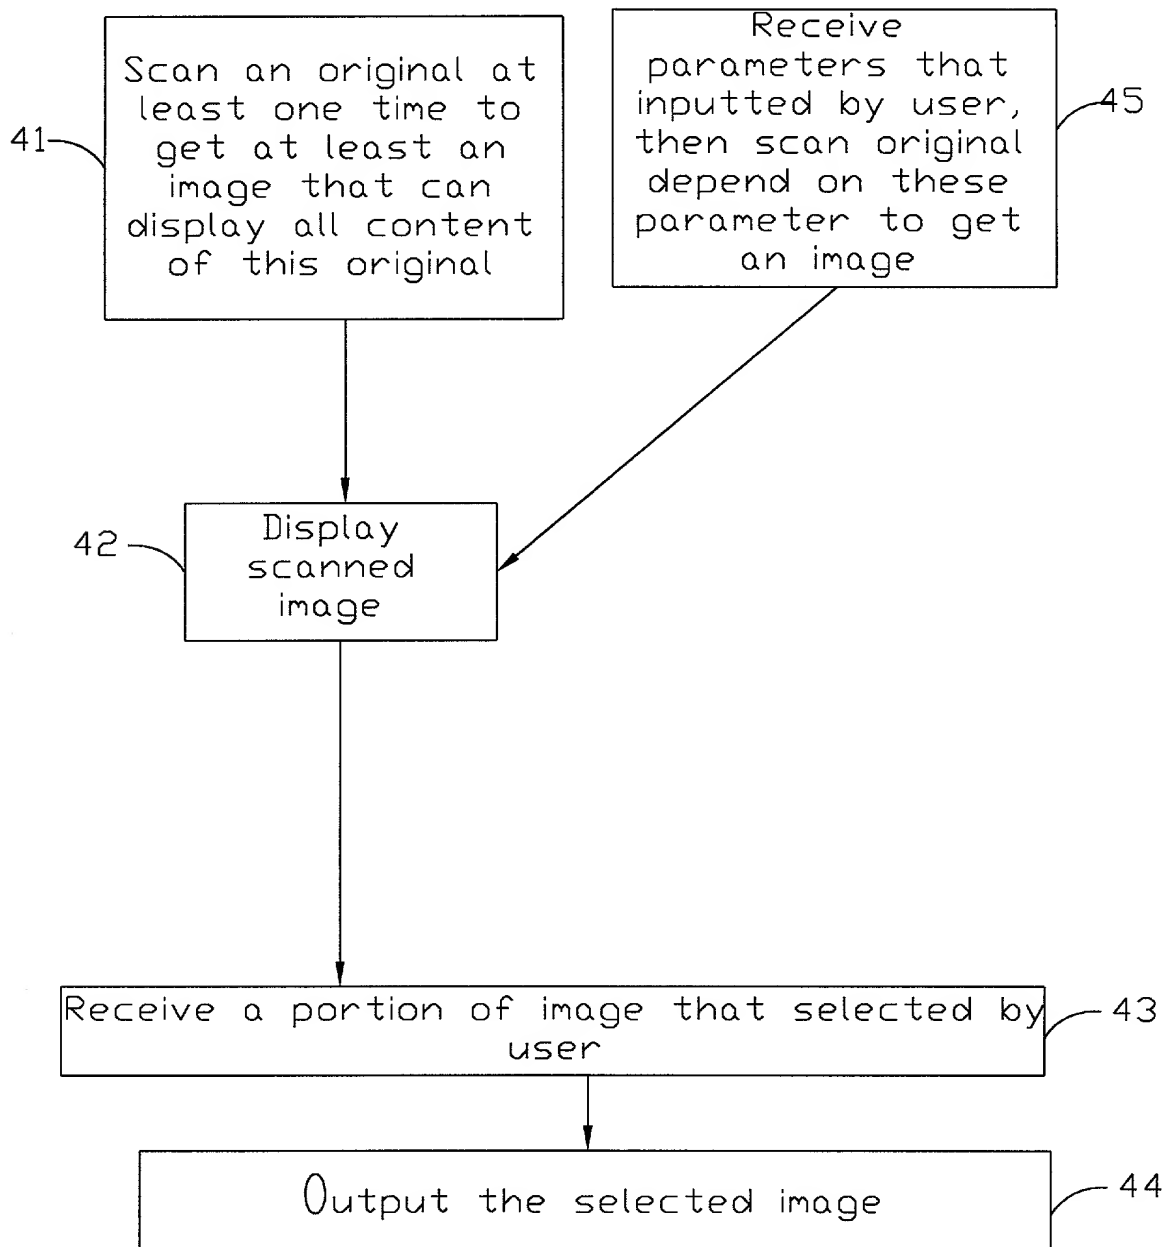 41
Scan an original at
least one time to
get at least an
image that can
display all content
of this original
Receive
parameters that
inputted by user,
then scan original
depend on these
parameter to get
an image
45
42
Display
scanned
image
Receive a portion of image that selected by
user
43
Output the selected image
44